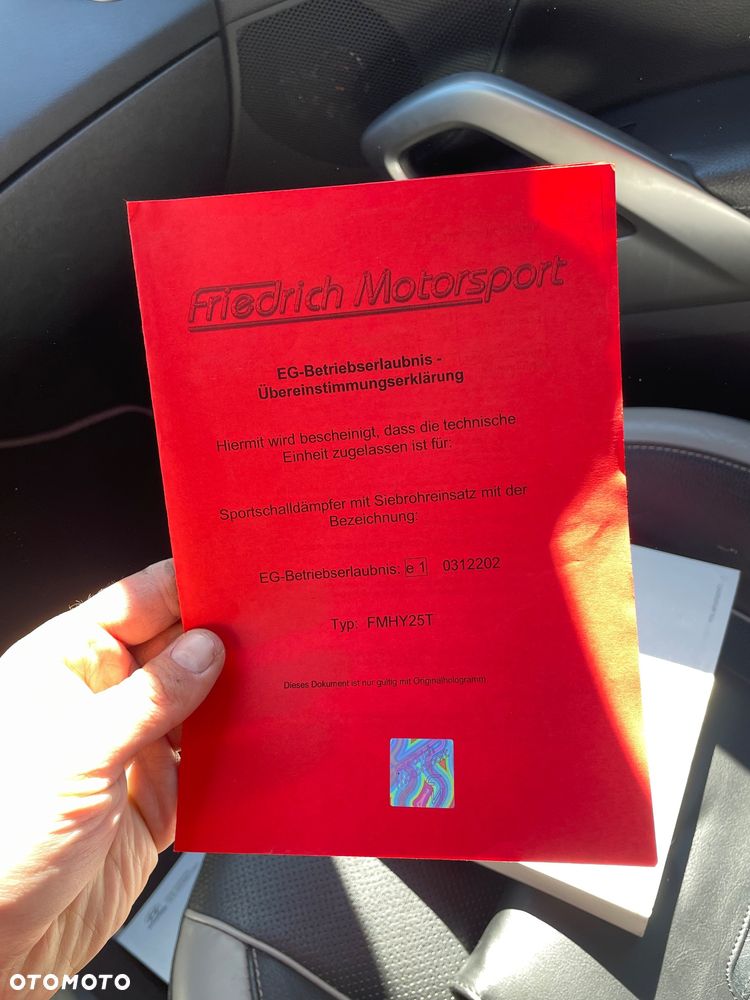 Friedrich Motorsport
EG-Betriebserlaubnis -
Übereinstimmungserklärung
Hiermit wird bescheinigt, dass die technische
Einheit zugelassen ist für:
Sportschalldämpfer mit Siebrohreinsatz mit der
Bezeichnung:
EG-Betriebserlaubnis: e 1 0312202
Typ: FMHY25T
Dieses Dokument ist nur gültig mit Originalhologramm)
OTOMOTO